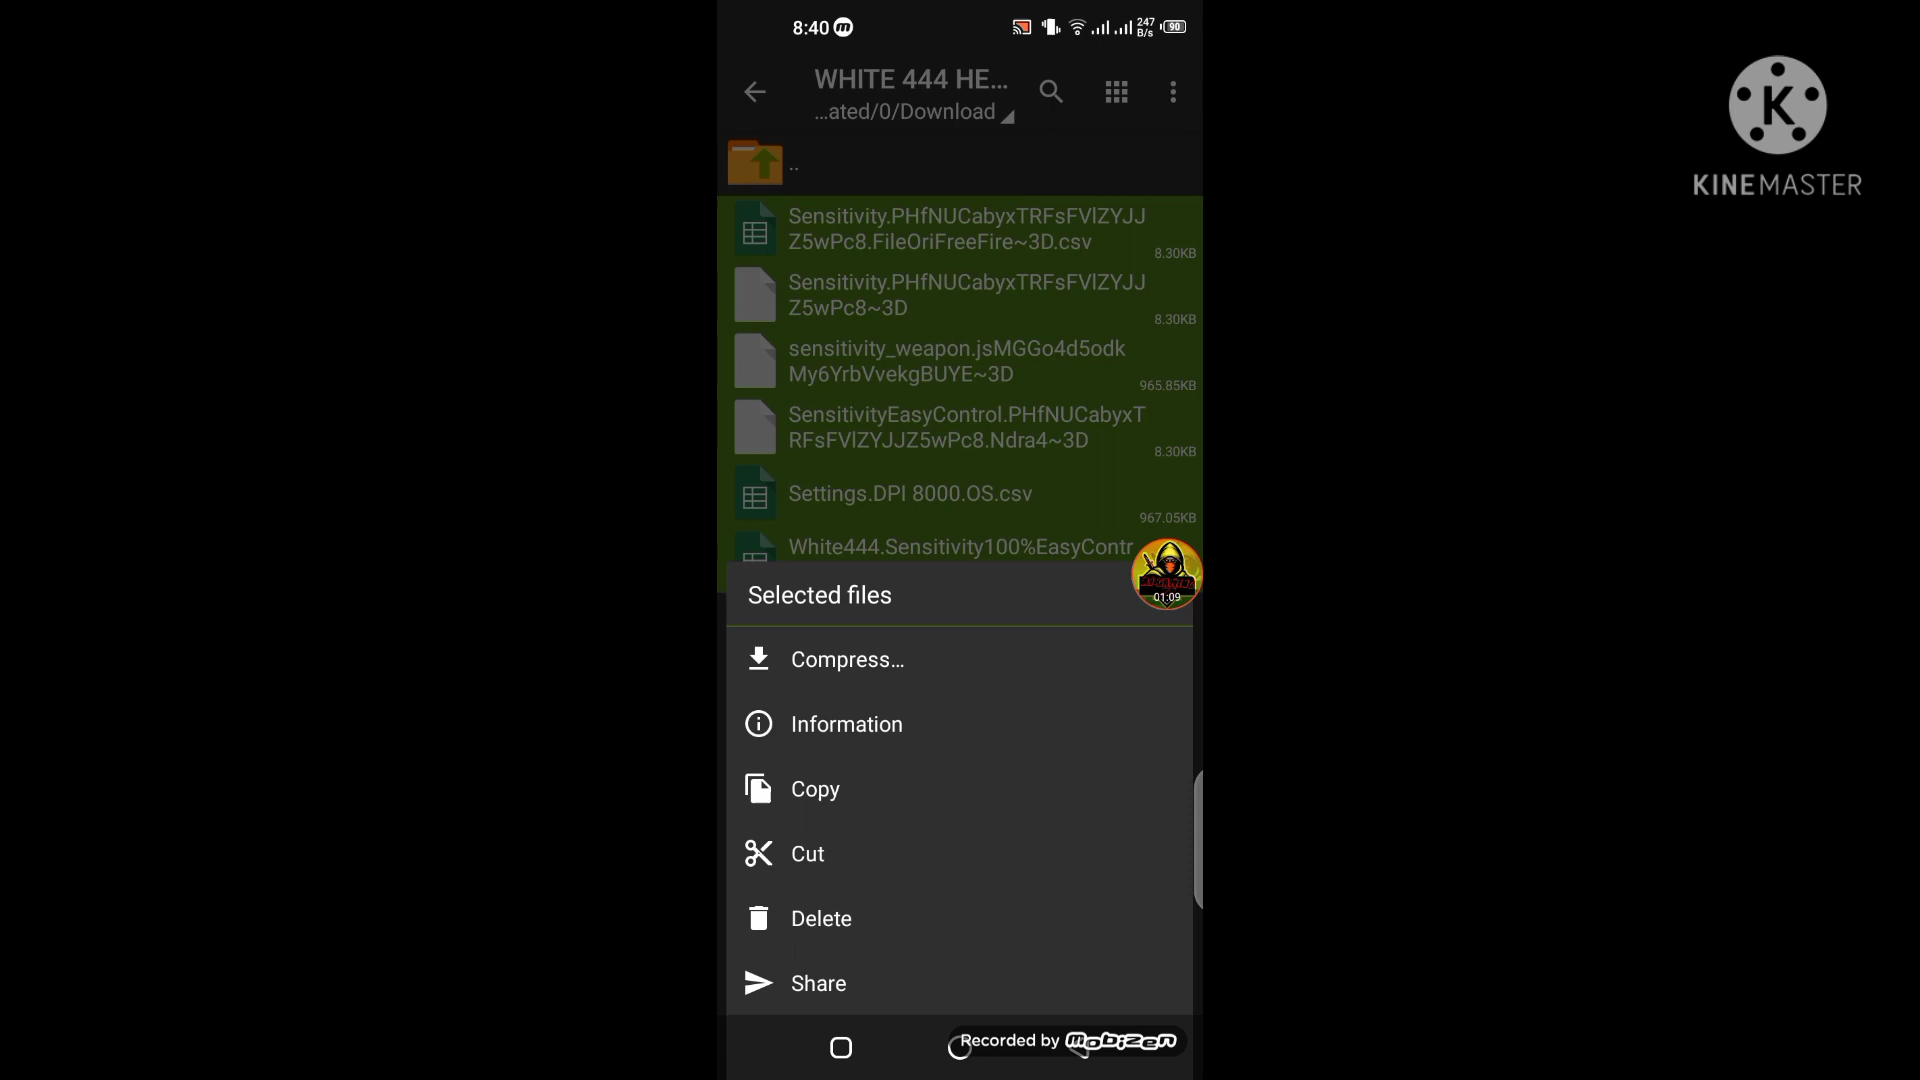 8:40
247
B/s
90
WHITE 444 HE...
...ated/0/Download
..
Sensitivity.PHfNUCabyxTRFsFVlZYJJ
Z5wPc8.FileOriFreeFire~3D.csv
8.30KB
Sensitivity.PHfNUCabyxTRFsFVlZYJJ
Z5wPc8~3D
8.30KB
sensitivity_weapon.jsMGGo4d5odk
My6YrbVvekgBUYE~3D
965.85KB
SensitivityEasyControl.PHfNUCabyxT
RFsFVlZYJJZ5wPc8.Ndra4~3D
8.30KB
Settings.DPI 8000.OS.csv
967.05KB
White444.Sensitivity100%EasyContr
01:09
Selected files
Compress...
Information
Copy
Cut
Delete
Share
Recorded by Mobizen
K
KINEMASTER